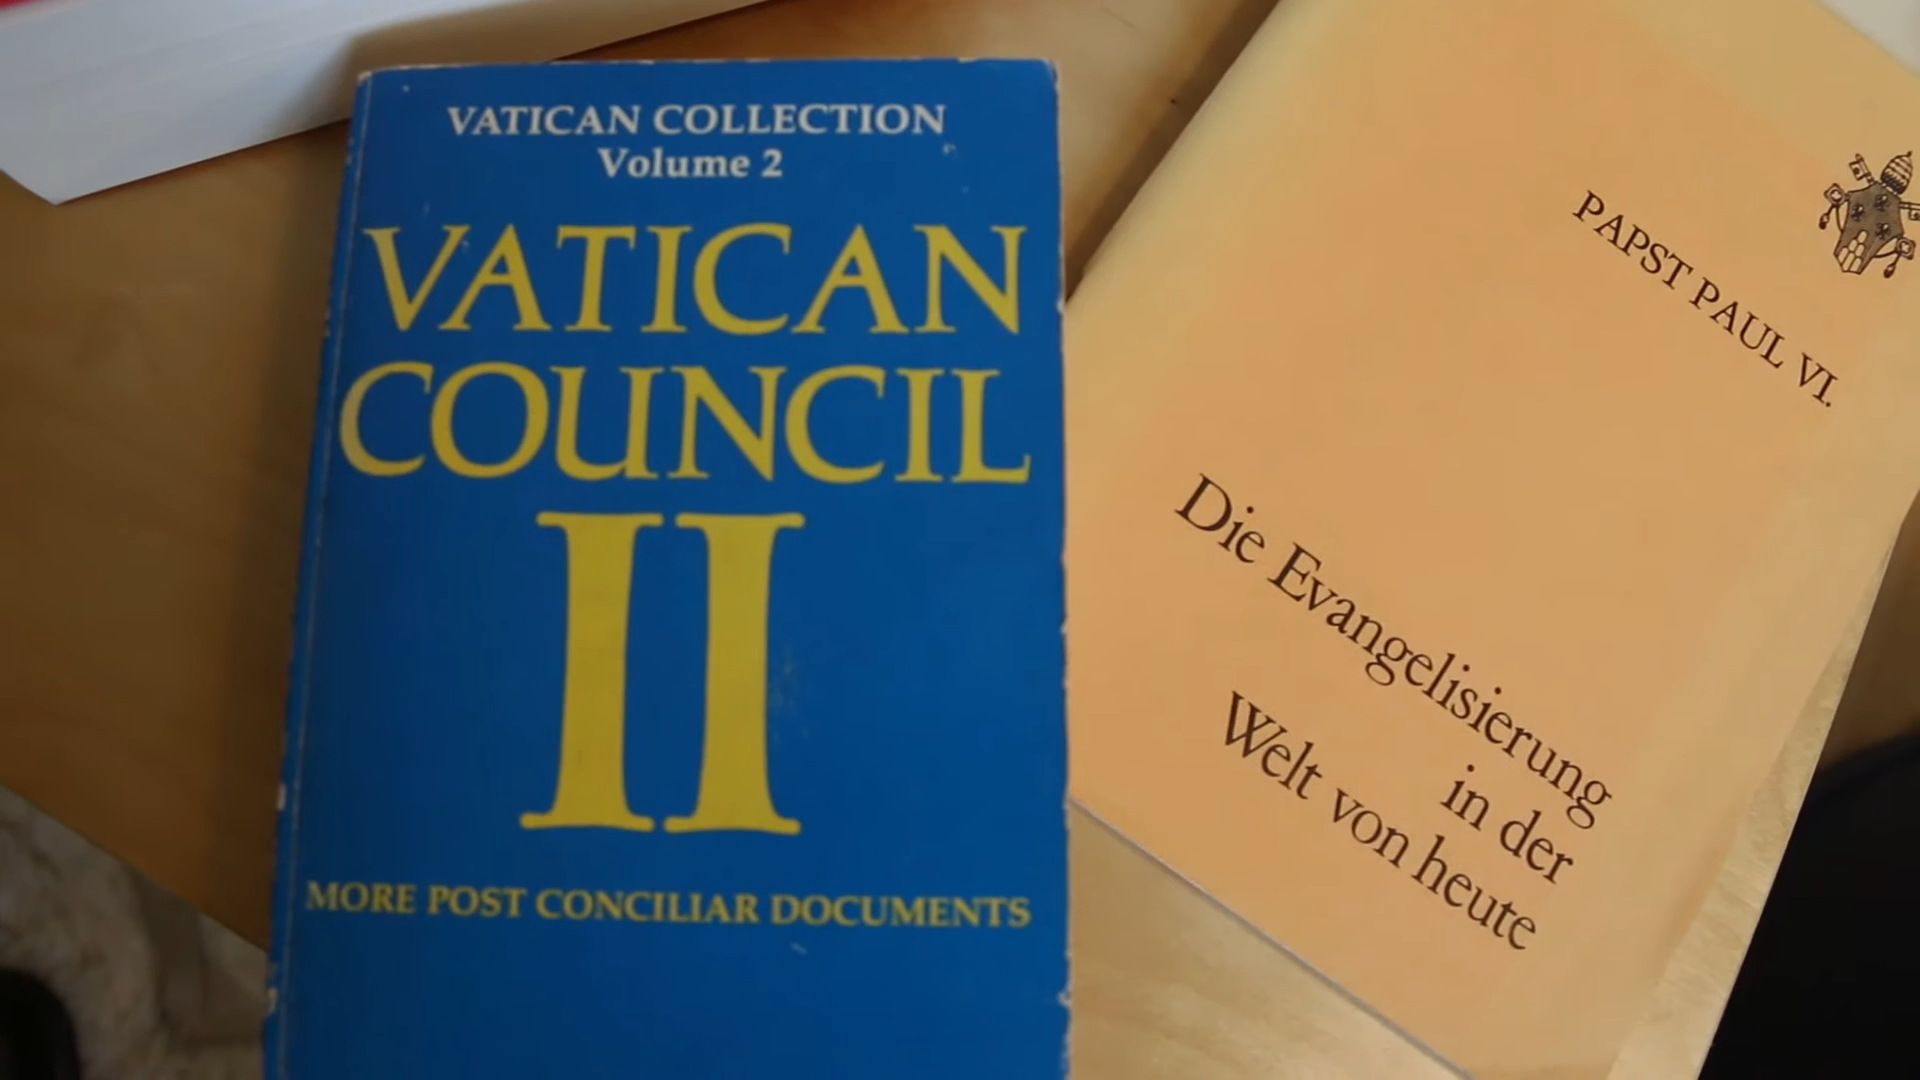 VATICAN COLLECTION
Volume 2
VATICAN
COUNCIL
II
MORE POST CONCILIAR DOCUMENTS
PAPST PAUL VI.
Die Evangelisierung
in der
Welt von heute